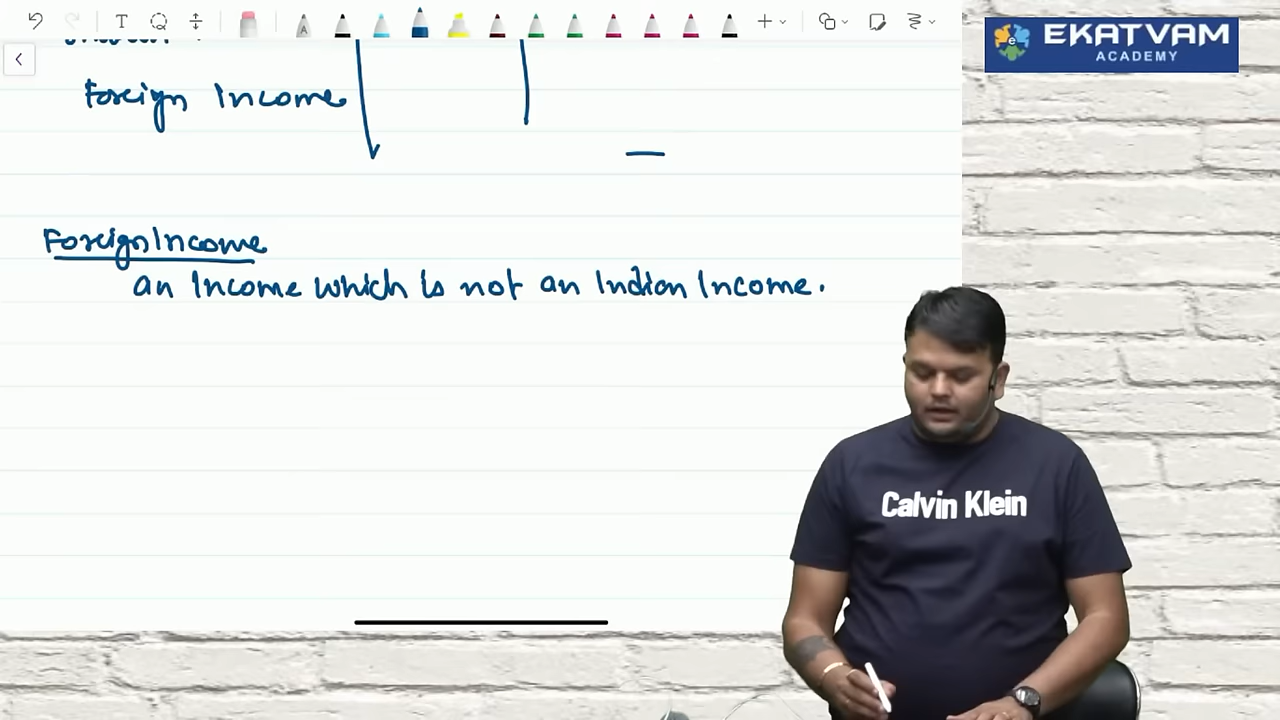 EKATVAM
ACADEMY
Foreign Income
Foreign Income
an Income which is not an Indian Income.
Calvin Klein